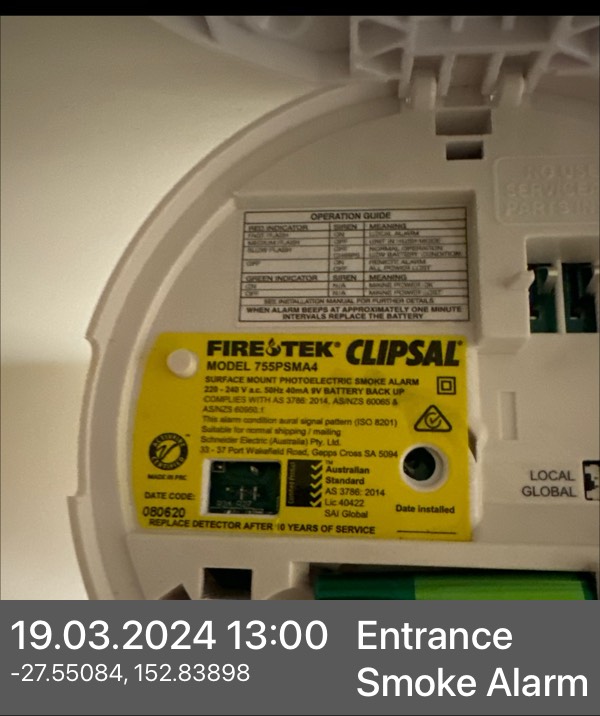 NO USE
SERVICEA
PARTS IN
OPERATION GUIDE
RED INDICATOR SIREN MEANING
FAST FLASH ON LOCAL ALARM
MEDIUM FLASH OFF UNIT IN HUSH MODE
SLOW FLASH OFF NORMAL OPERATION
CHIRPS LOW BATTERY CONDITION
OFF ON REMOTE ALARM
OFF ALL POWER LOST
GREEN INDICATOR SIREN MEANING
ON N/A MAINS POWER ON
OFF N/A MAINS POWER LOST
SEE INSTALLATION MANUAL FOR FURTHER DETAILS
WHEN ALARM BEEPS AT APPROXIMATELY ONE MINUTE
INTERVALS REPLACE THE BATTERY
FIRETEK® CLIPSAL®
MODEL 755PSMA4
SURFACE MOUNT PHOTOELECTRIC SMOKE ALARM
220 - 240 V a.c. 50Hz 40mA 9V BATTERY BACK UP
COMPLIES WITH AS 3786: 2014, AS/NZS 60065 &
AS/NZS 60950.1
This alarm condition aural signal pattern (ISO 8201)
Suitable for normal shipping / mailing
Schneider Electric (Australia) Pty. Ltd.
33 - 37 Port Wakefield Road, Gepps Cross SA 5094
MADE IN PRC
DATE CODE:
080620
Australian
Standard
AS 3786: 2014
Lic 40422
SAI Global
Date installed
REPLACE DETECTOR AFTER 10 YEARS OF SERVICE
LOCAL
GLOBAL
19.03.2024 13:00
-27.55084, 152.83898
Entrance
Smoke Alarm